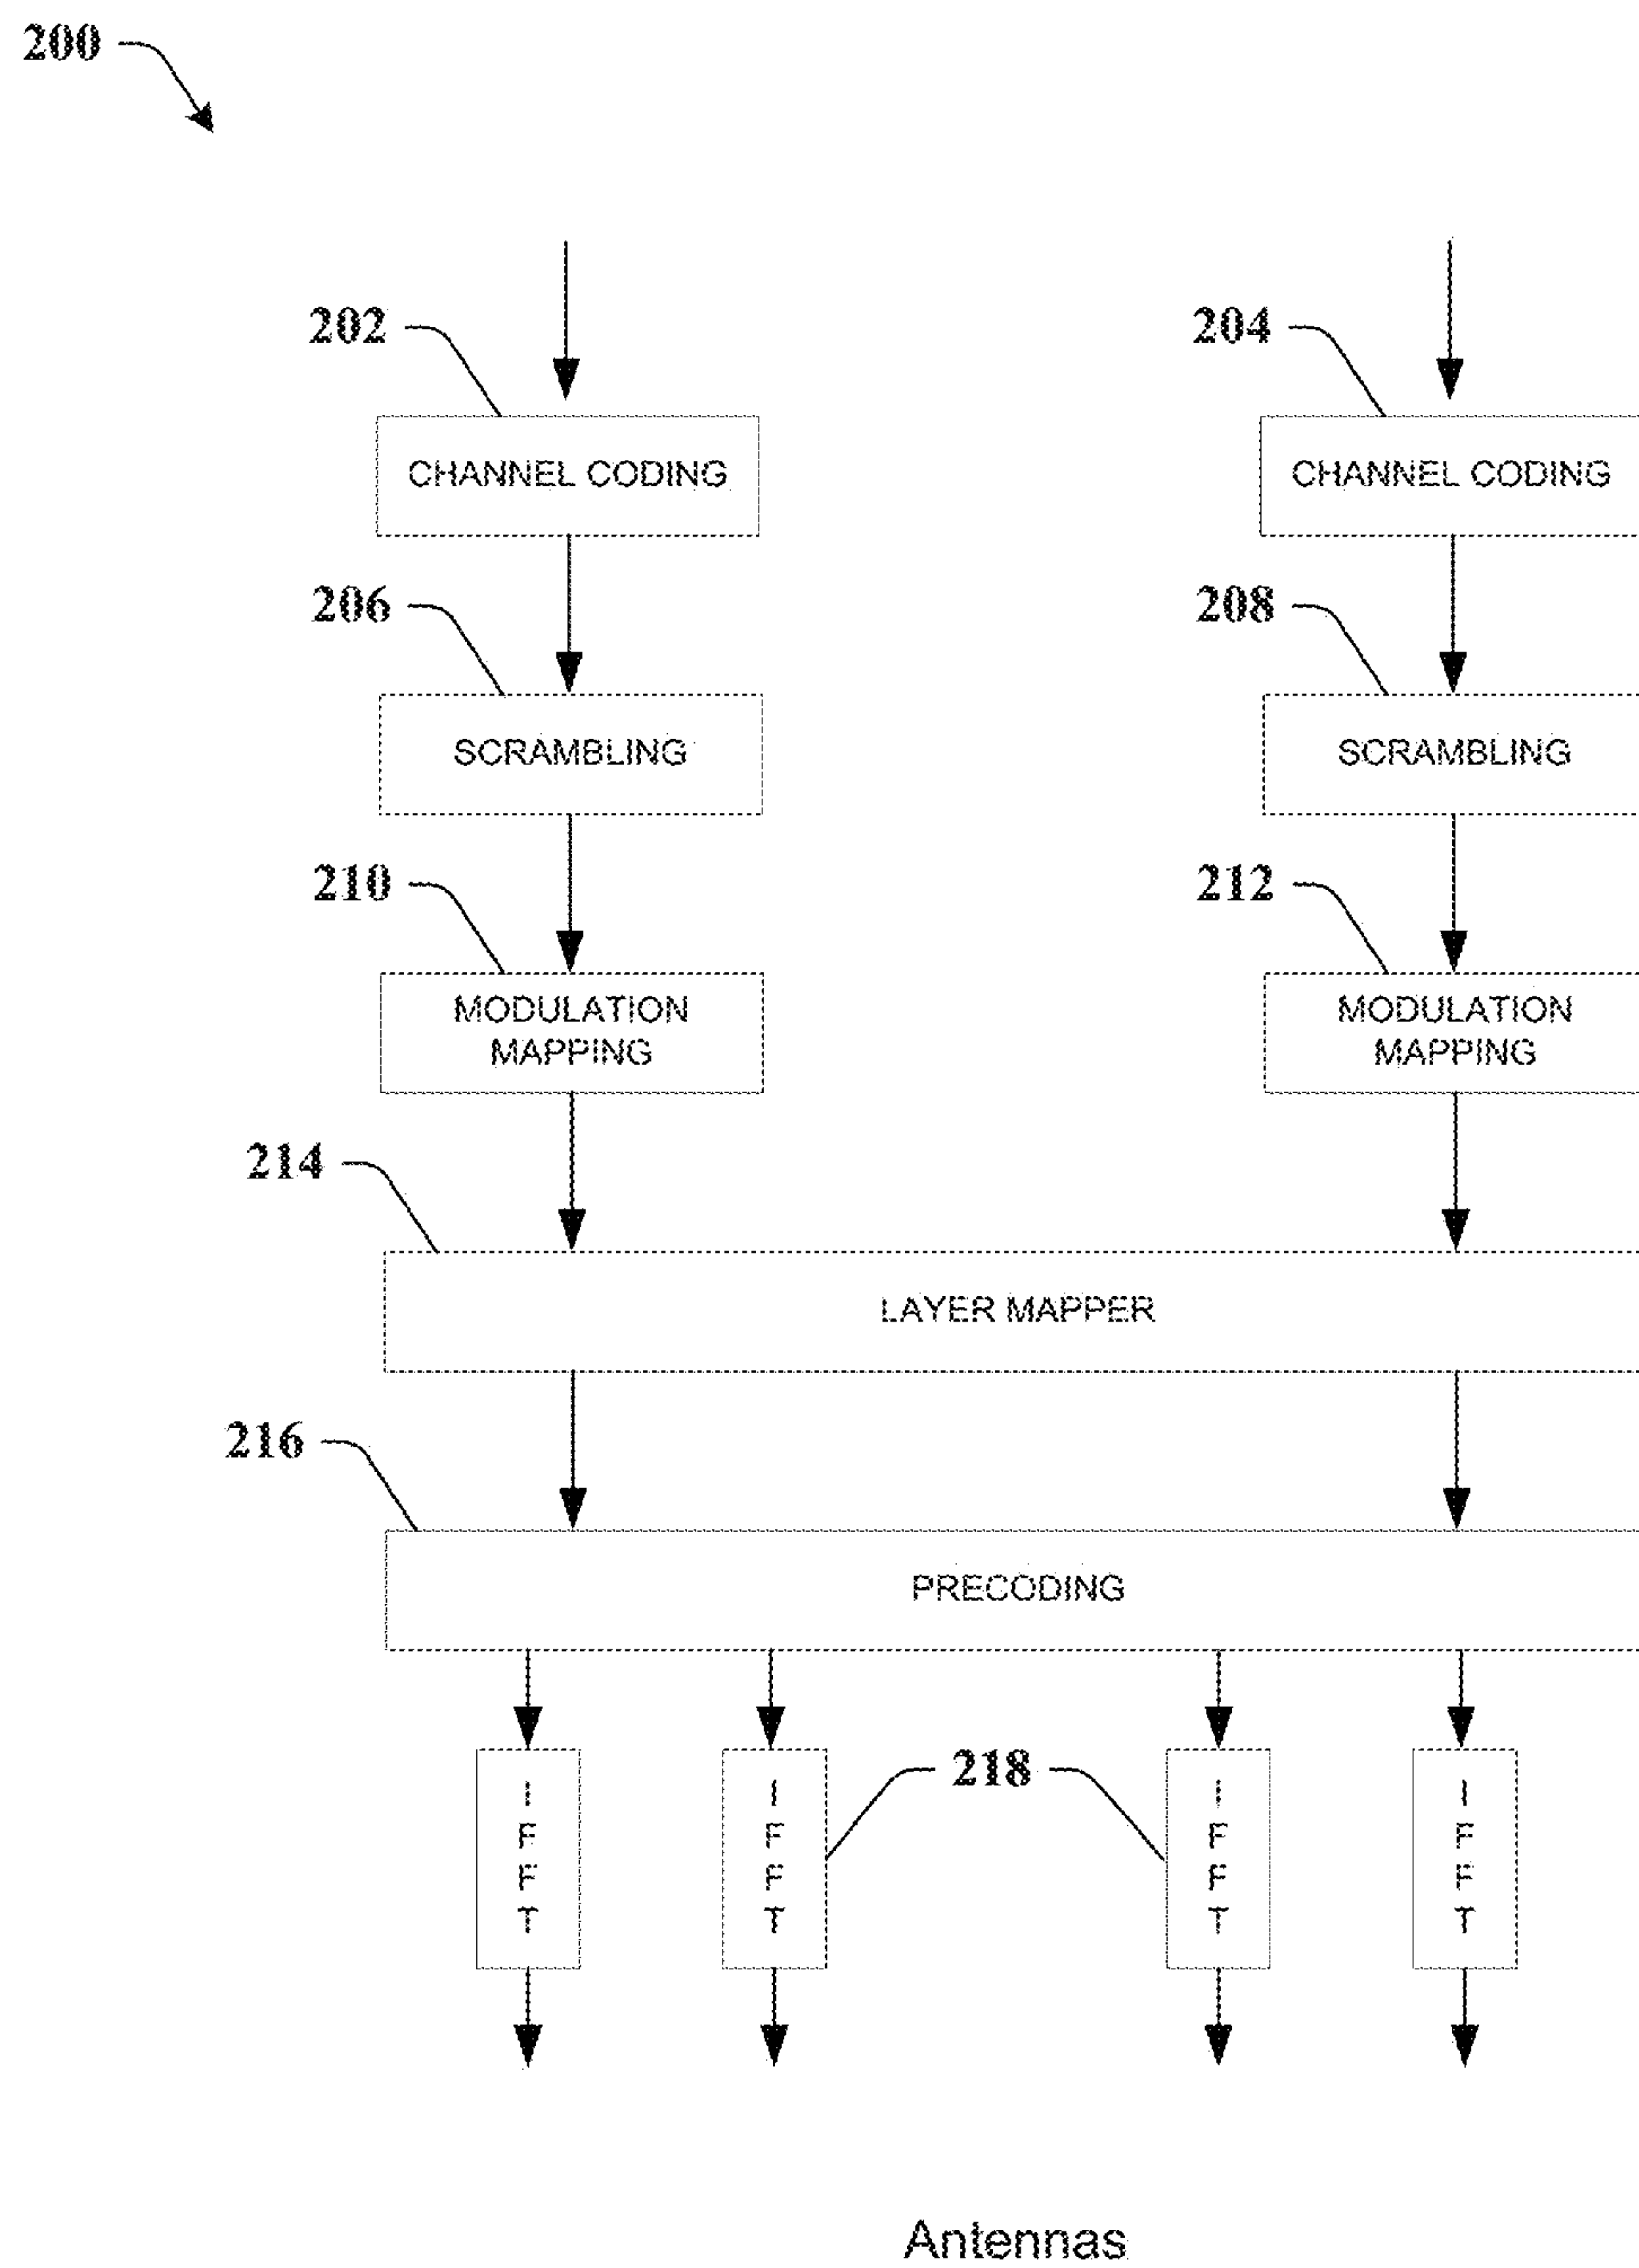 200
202
204
CHANNEL CODING
CHANNEL CODING
206
208
SCRAMBLING
SCRAMBLING
210
212
MODULATION
MAPPING
MODULATION
MAPPING
214
LAYER MAPPER
216
PRECODING
218
I
F
F
T
I
F
F
T
I
F
F
T
I
F
F
T
Antennas